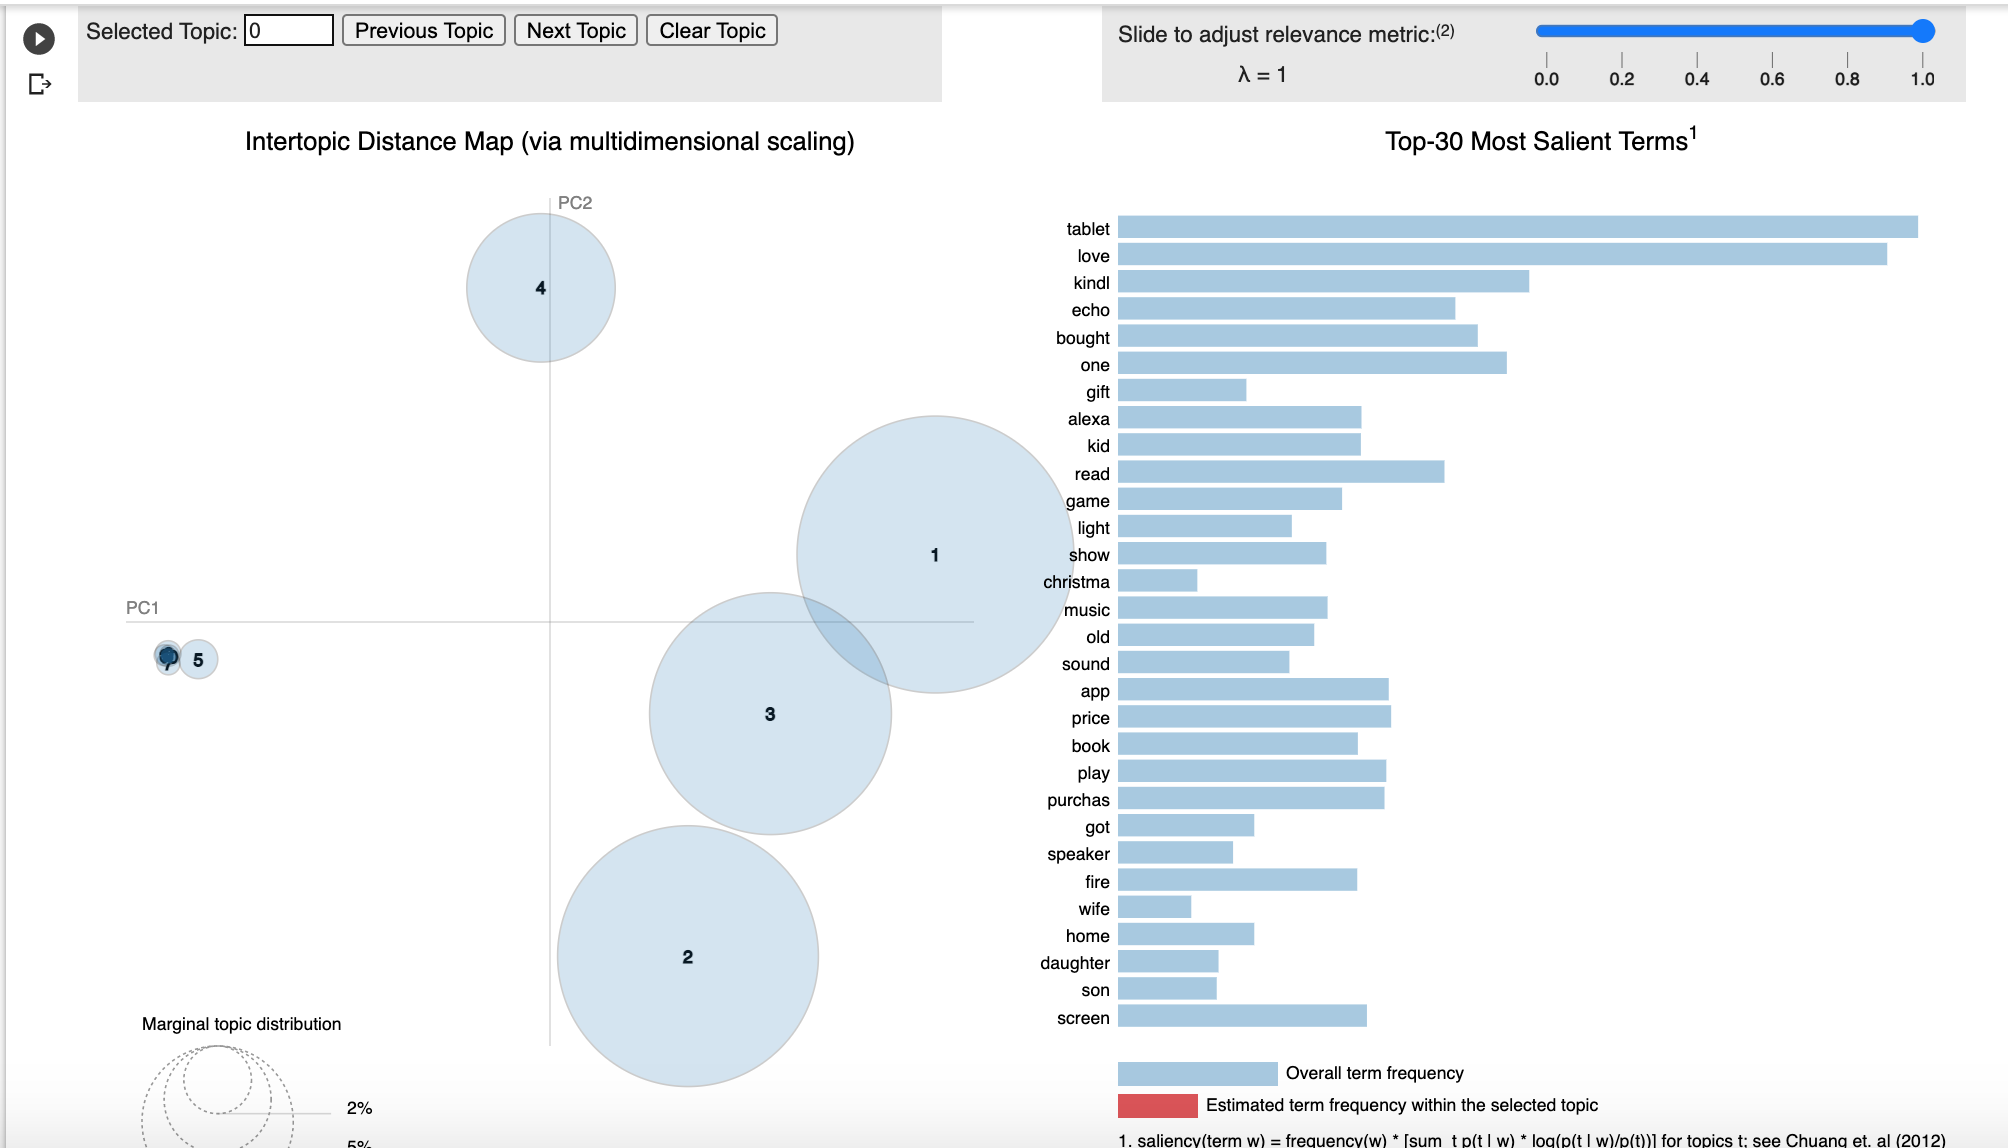 Selected Topic: 0 Previous Topic Next Topic Clear Topic
Slide to adjust relevance metric:(2)
λ = 1
0.0 0.2 0.4 0.6 0.8 1.0
Intertopic Distance Map (via multidimensional scaling)
PC2
PC1
4
1
3
2
5
Marginal topic distribution
2%
5%
Top-30 Most Salient Terms1
tablet
love
kindl
echo
bought
one
gift
alexa
kid
read
game
light
show
christma
music
old
sound
app
price
book
play
purchas
got
speaker
fire
wife
home
daughter
son
screen
Overall term frequency
Estimated term frequency within the selected topic
1. saliency(term w) = frequency(w) * [sum_t p(t | w) * log(p(t | w)/p(t))] for topics t; see Chuang et. al (2012)